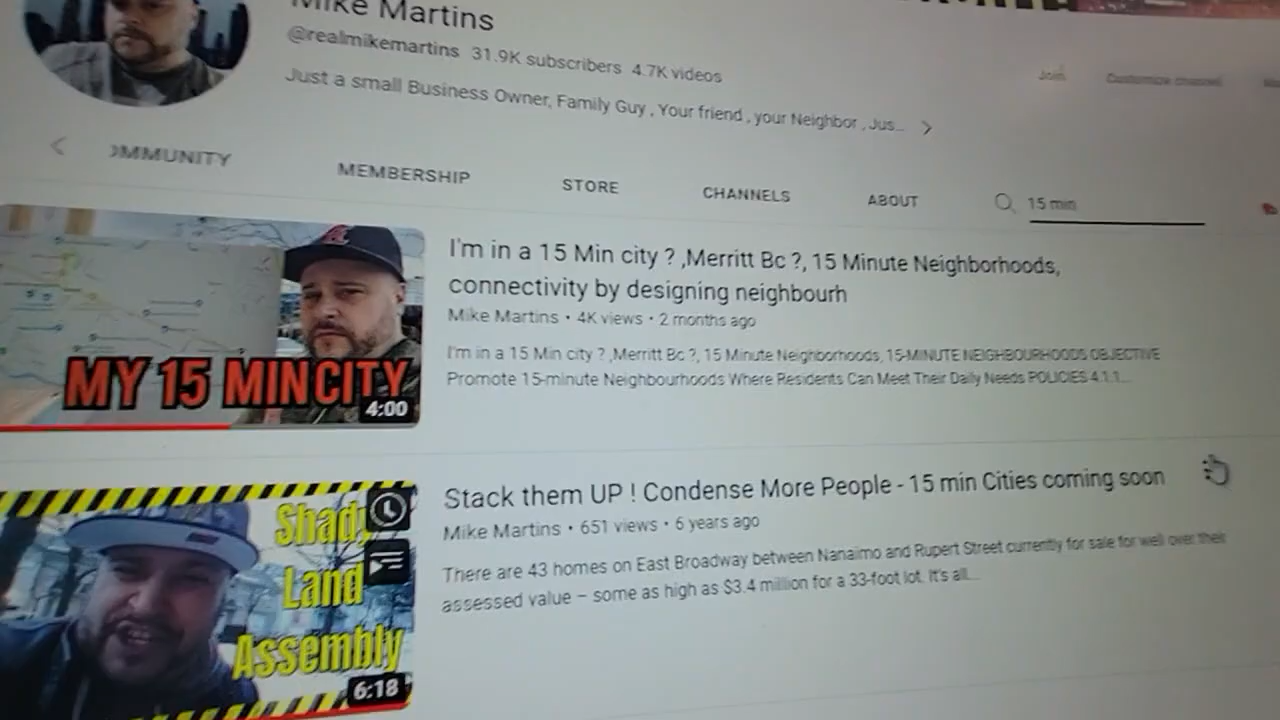 Mike Martins
@realmikemartins 31.9K subscribers 4.7K videos
Just a small Business Owner, Family Guy , Your friend , your Neighbor , Jus...
Join Customize channel
OMMUNITY MEMBERSHIP STORE CHANNELS ABOUT 15 min
MY 15 MIN CITY
4:00
I'm in a 15 Min city ? ,Merritt Bc ?, 15 Minute Neighborhoods,
connectivity by designing neighbourh
Mike Martins • 4K views • 2 months ago
I'm in a 15 Min city ? ,Merritt Bc ?, 15 Minute Neighborhoods, 15-MINUTE NEIGHBOURHOODS OBJECTIVE
Promote 15-minute Neighbourhoods Where Residents Can Meet Their Daily Needs POLICIES 4.1.1...
Shady
Land
Assembly
6:18
Stack them UP ! Condense More People - 15 min Cities coming soon
Mike Martins • 651 views • 6 years ago
There are 43 homes on East Broadway between Nanaimo and Rupert Street currently for sale for well over their
assessed value – some as high as $3.4 million for a 33-foot lot. It's all...